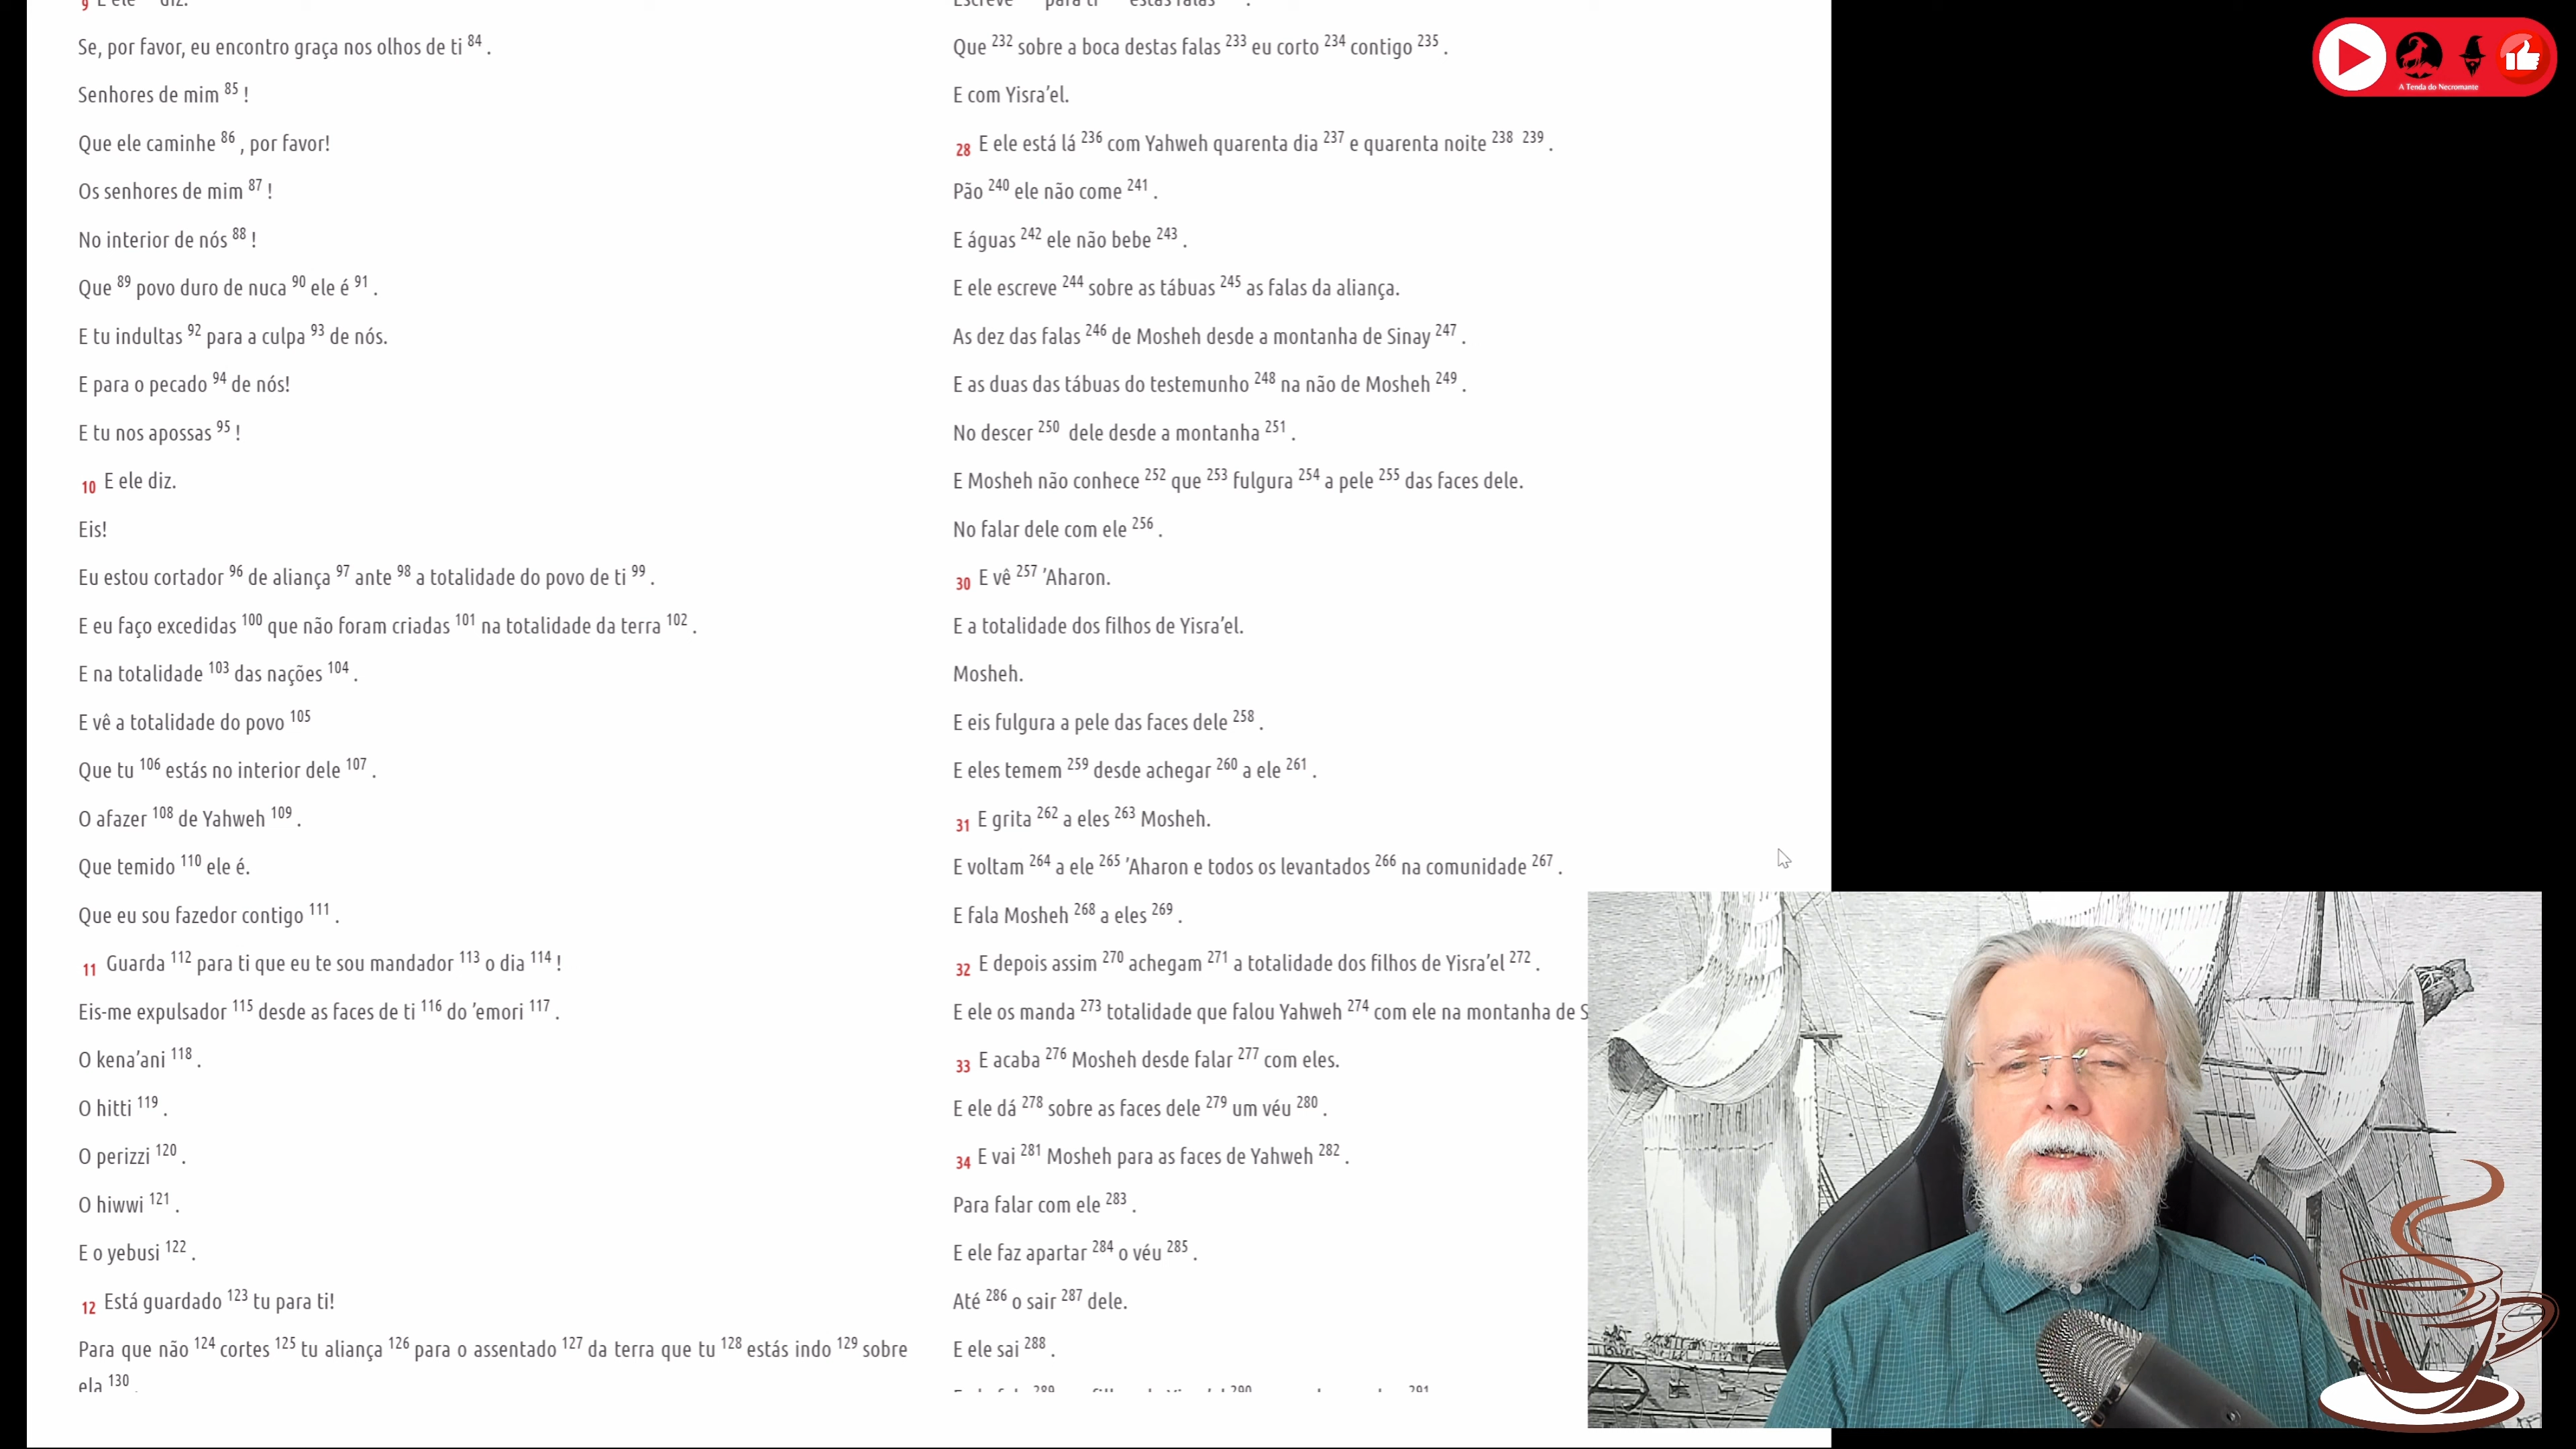 9 E ele diz.
Se, por favor, eu encontro graça nos olhos de ti 84 .
Senhores de mim 85 !
Que ele caminhe 86 , por favor!
Os senhores de mim 87 !
No interior de nós 88 !
Que 89 povo duro de nuca 90 ele é 91 .
E tu indultas 92 para a culpa 93 de nós.
E para o pecado 94 de nós!
E tu nos apossas 95 !
10 E ele diz.
Eis!
Eu estou cortador 96 de aliança 97 ante 98 a totalidade do povo de ti 99 .
E eu faço excedidas 100 que não foram criadas 101 na totalidade da terra 102 .
E na totalidade 103 das nações 104 .
E vê a totalidade do povo 105
Que tu 106 estás no interior dele 107 .
O afazer 108 de Yahweh 109 .
Que temido 110 ele é.
Que eu sou fazedor contigo 111 .
11 Guarda 112 para ti que eu te sou mandador 113 o dia 114 !
Eis-me expulsador 115 desde as faces de ti 116 do ’emori 117 .
O kena’ani 118 .
O hitti 119 .
O perizzi 120 .
O hiwwi 121 .
E o yebusi 122 .
12 Está guardado 123 tu para ti!
Para que não 124 cortes 125 tu aliança 126 para o assentado 127 da terra que tu 128 estás indo 129 sobre
ela 130 .
Escreve para ti estas falas .
Que 232 sobre a boca destas falas 233 eu corto 234 contigo 235 .
E com Yisra’el.
28 E ele está lá 236 com Yahweh quarenta dia 237 e quarenta noite 238 239 .
Pão 240 ele não come 241 .
E águas 242 ele não bebe 243 .
E ele escreve 244 sobre as tábuas 245 as falas da aliança.
As dez das falas 246 de Mosheh desde a montanha de Sinay 247 .
E as duas das tábuas do testemunho 248 na não de Mosheh 249 .
No descer 250 dele desde a montanha 251 .
E Mosheh não conhece 252 que 253 fulgura 254 a pele 255 das faces dele.
No falar dele com ele 256 .
30 E vê 257 ’Aharon.
E a totalidade dos filhos de Yisra’el.
Mosheh.
E eis fulgura a pele das faces dele 258 .
E eles temem 259 desde achegar 260 a ele 261 .
31 E grita 262 a eles 263 Mosheh.
E voltam 264 a ele 265 ’Aharon e todos os levantados 266 na comunidade 267 .
E fala Mosheh 268 a eles 269 .
32 E depois assim 270 achegam 271 a totalidade dos filhos de Yisra’el 272 .
E ele os manda 273 totalidade que falou Yahweh 274 com ele na montanha de S
33 E acaba 276 Mosheh desde falar 277 com eles.
E ele dá 278 sobre as faces dele 279 um véu 280 .
34 E vai 281 Mosheh para as faces de Yahweh 282 .
Para falar com ele 283 .
E ele faz apartar 284 o véu 285 .
Até 286 o sair 287 dele.
E ele sai 288 .
A Tenda do Necromante